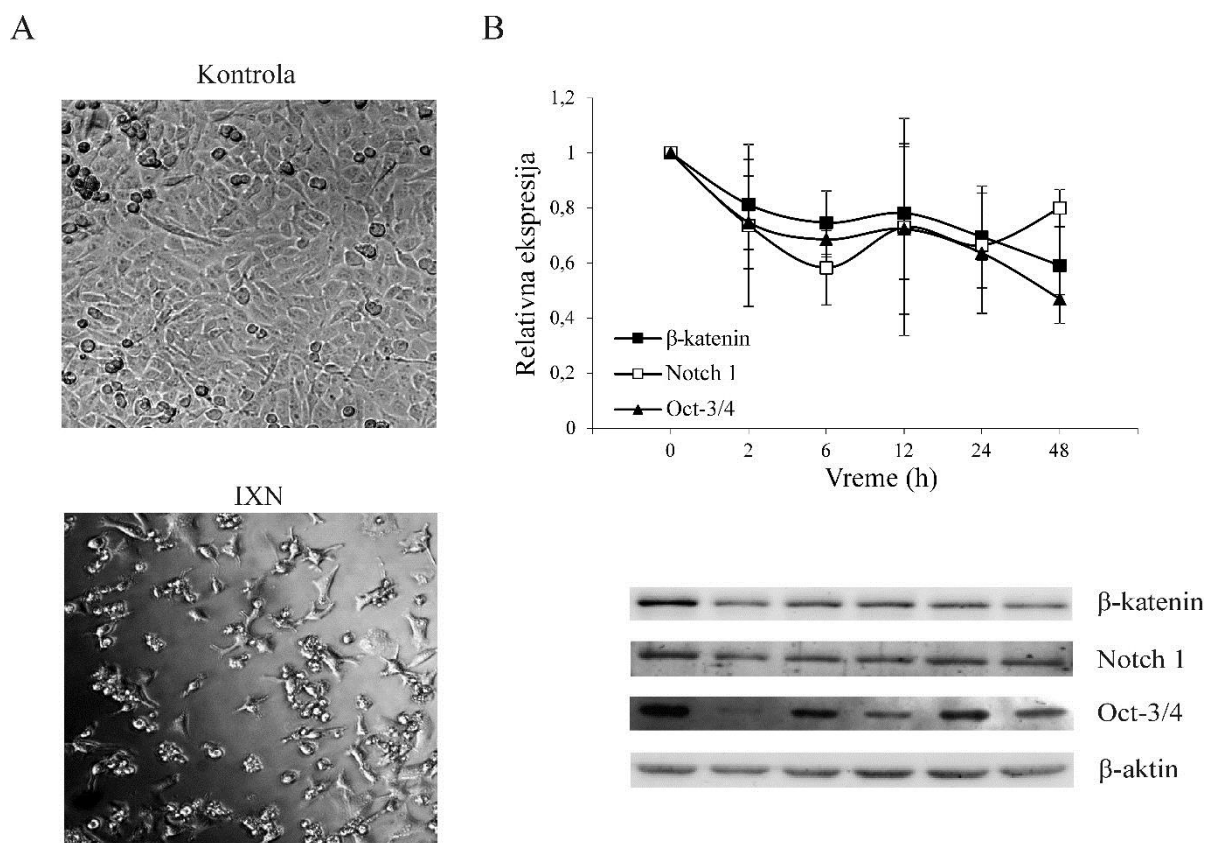 A
Kontrola
IXN
B
Relativna ekspresija
1,2
1
0,8
0,6
0,4
0,2
0
β-katenin
Notch 1
Oct-3/4
0 2 6 12 24 48
Vreme (h)
β-katenin
Notch 1
Oct-3/4
β-aktin